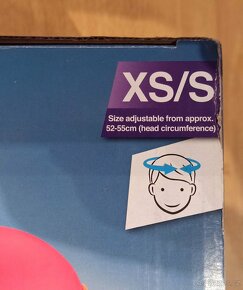 XS/S
Size adjustable from approx.
52-55cm (head circumference)